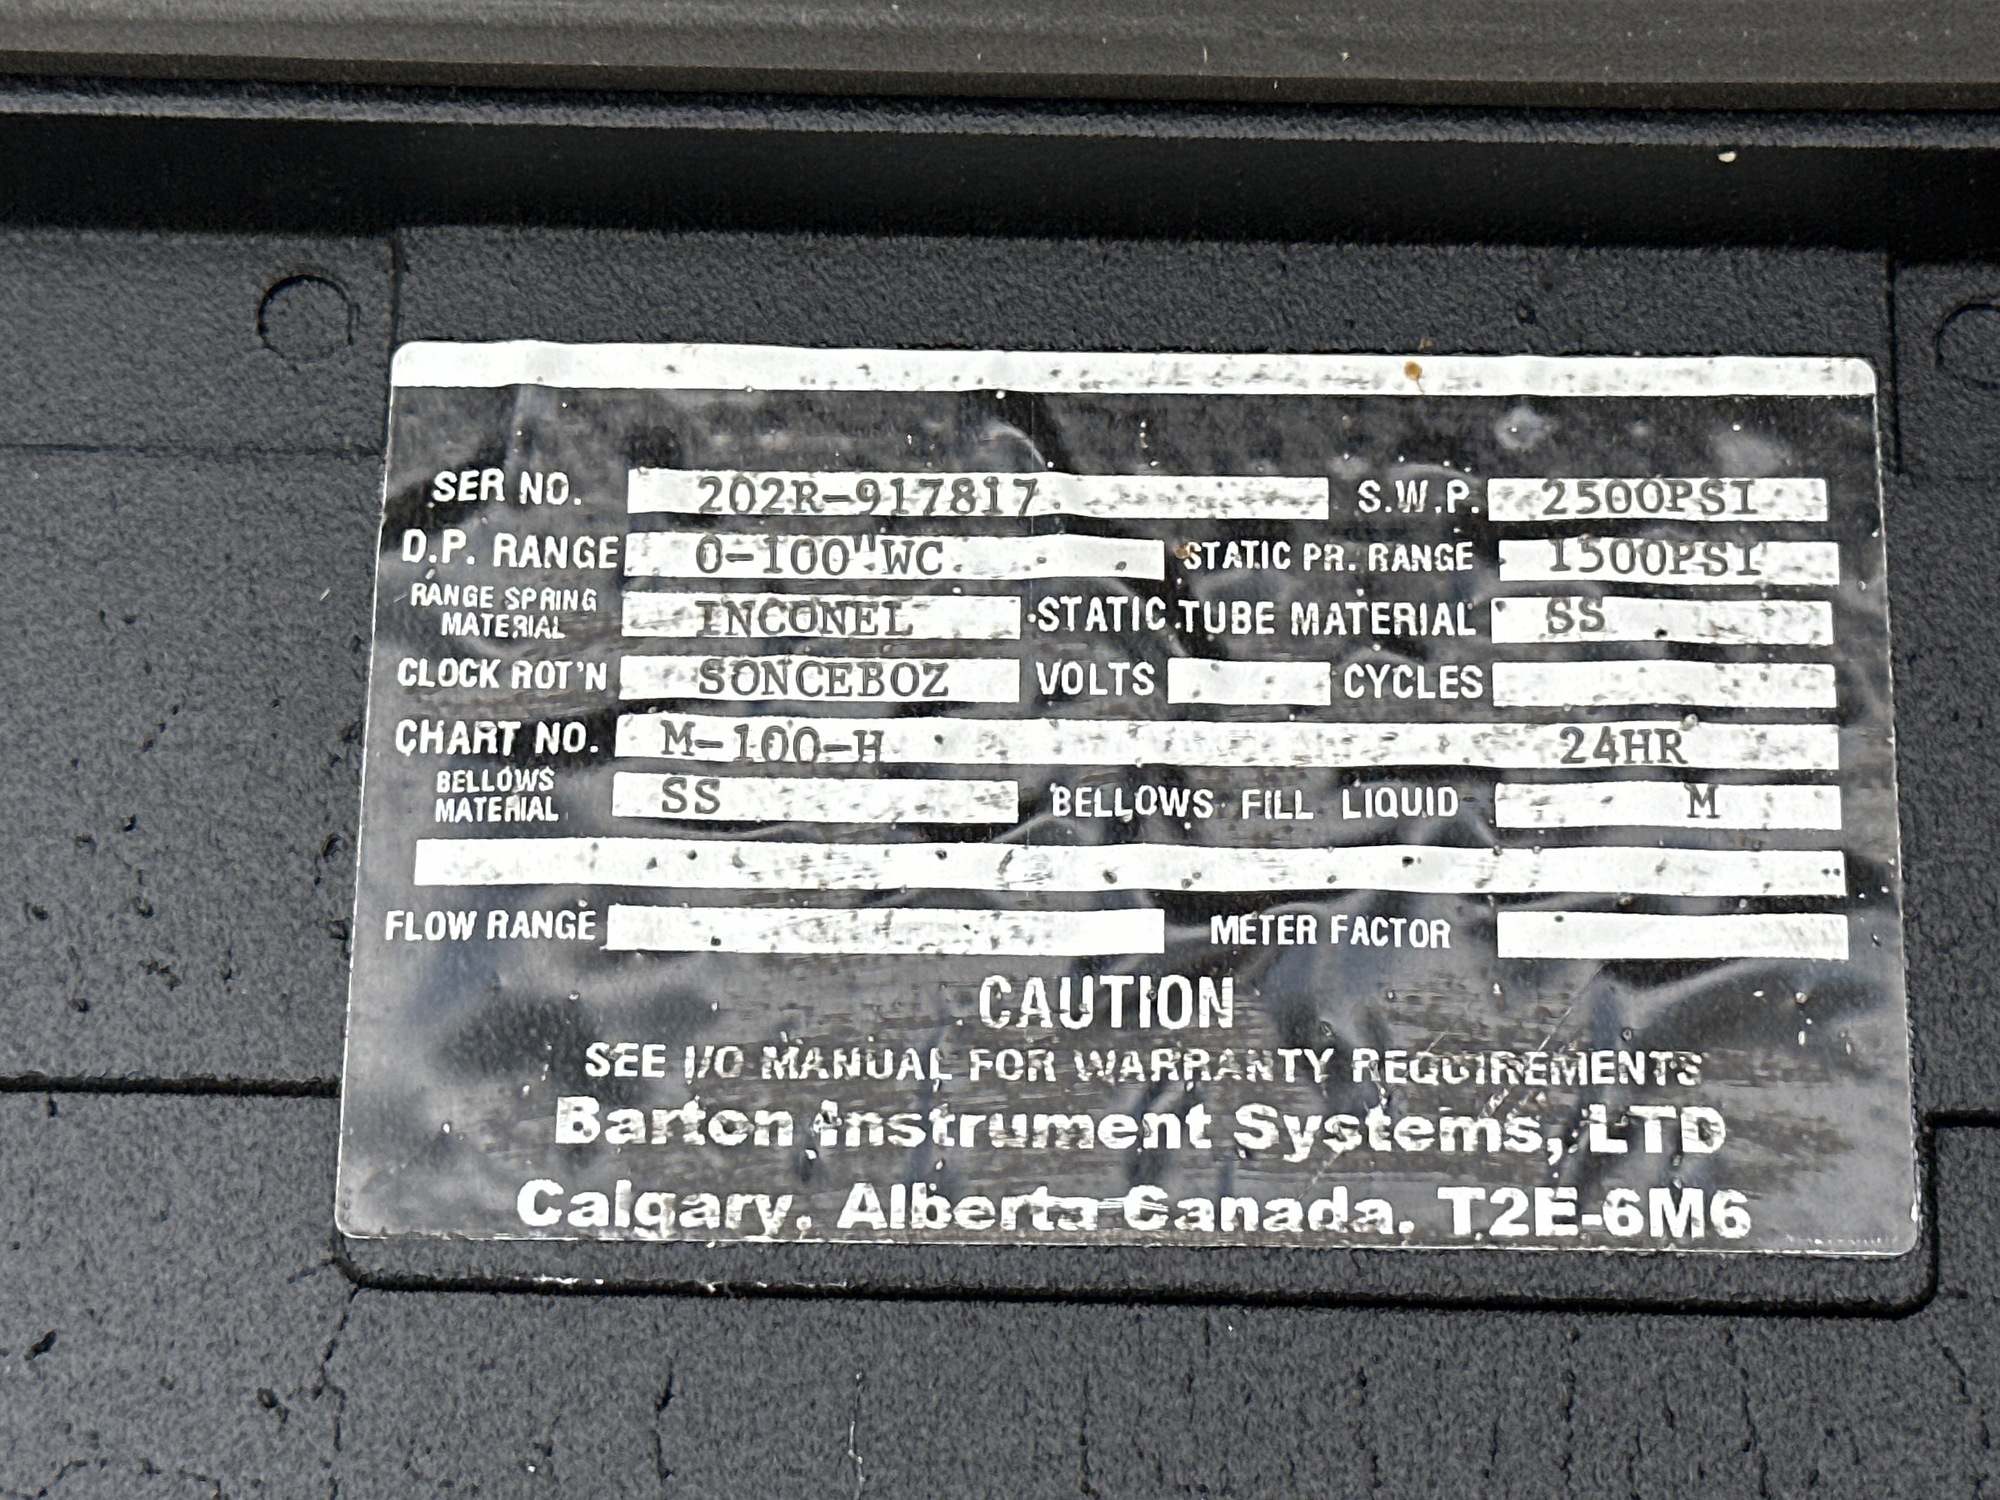 SER NO. 202R-917817 S.W.P. 2500PSI
D.P. RANGE 0-100"WC STATIC PR. RANGE 1500PSI
RANGE SPRING MATERIAL INCONEL STATIC TUBE MATERIAL SS
CLOCK ROT'N SONCEBOZ VOLTS CYCLES
CHART NO. M-100-H 24HR
BELLOWS MATERIAL SS BELLOWS FILL LIQUID M
FLOW RANGE METER FACTOR
CAUTION
SEE I/O MANUAL FOR WARRANTY REQUIREMENTS
Barton Instrument Systems, LTD
Calgary, Alberta Canada. T2E-6M6